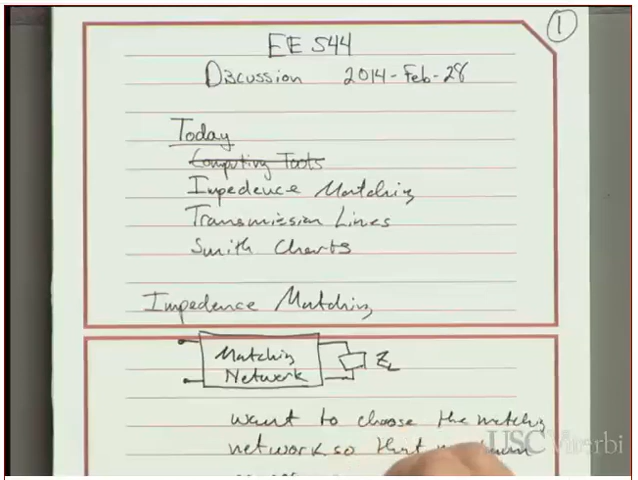 1
EE 544
Discussion 2014-Feb-28
Today
Computing Tools
Impedence Matching
Transmission Lines
Smith Charts
Impedence Matching
Matching
Network
Z_L
want to choose the matching
network so that
USC Viterbi